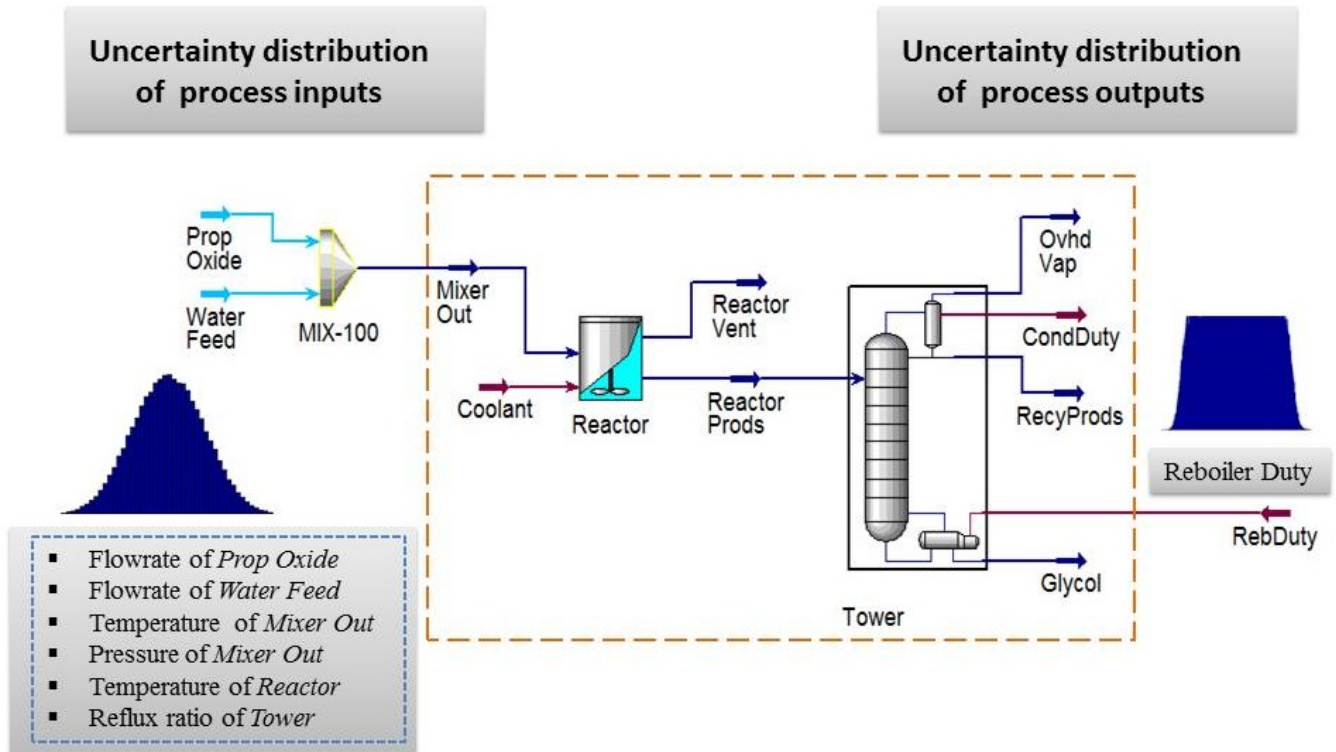 Uncertainty distribution
of process inputs
Uncertainty distribution
of process outputs
Prop
Oxide
Water
Feed
MIX-100
Mixer
Out
Coolant
Reactor
Reactor
Vent
Reactor
Prods
Ovhd
Vap
CondDuty
RecyProds
Reboiler Duty
RebDuty
Glycol
Tower
▪ Flowrate of Prop Oxide
▪ Flowrate of Water Feed
▪ Temperature of Mixer Out
▪ Pressure of Mixer Out
▪ Temperature of Reactor
▪ Reflux ratio of Tower